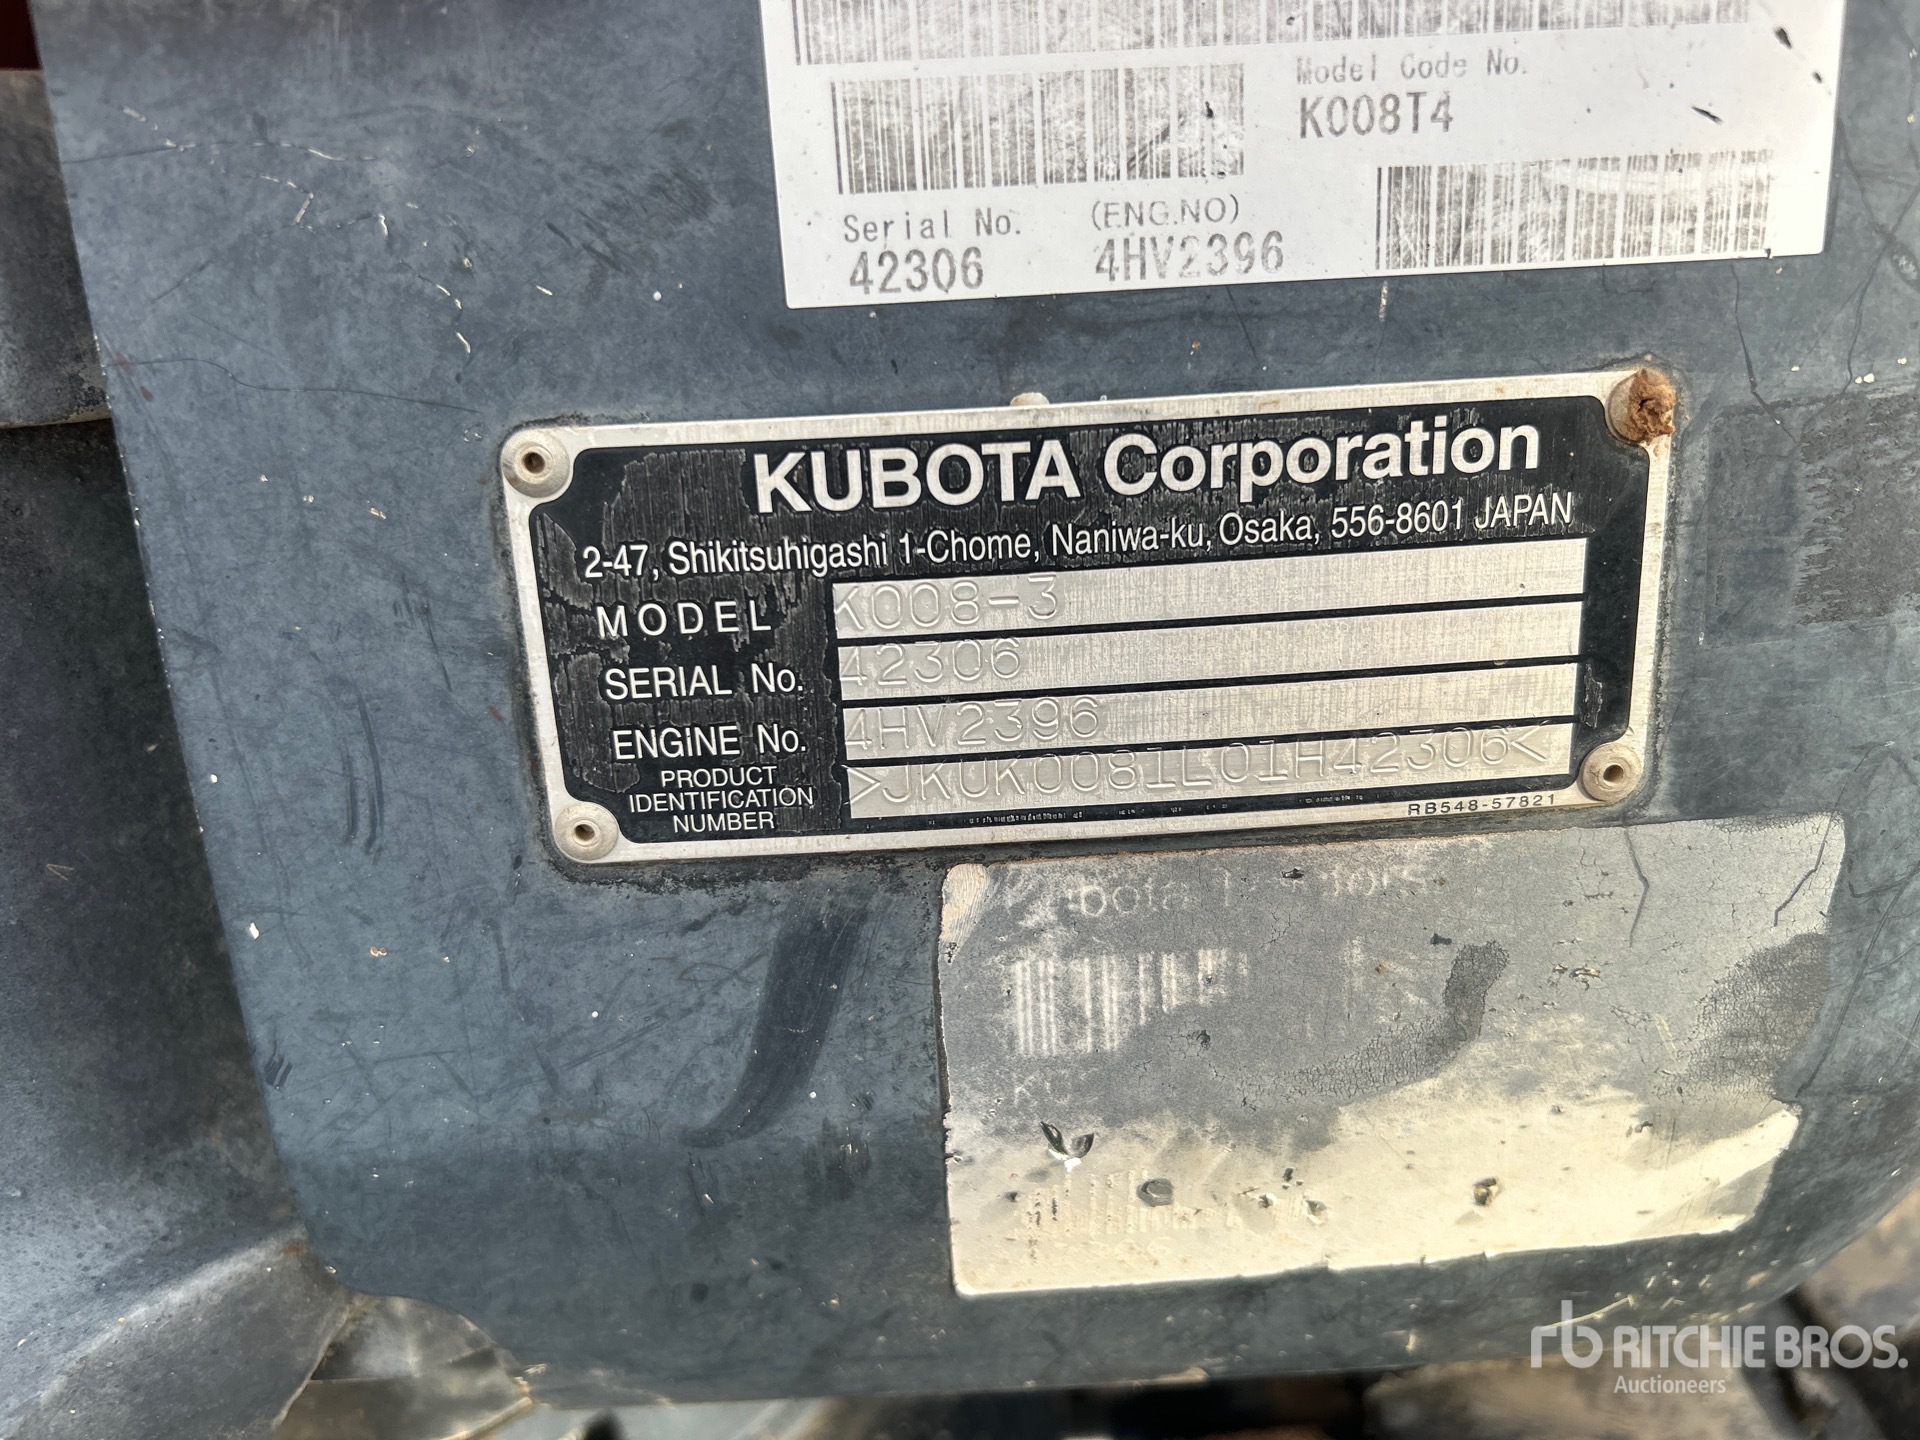 Model Code No.
K008T4
Serial No. (ENG.NO)
42306 4HV2396
KUBOTA Corporation
2-47, Shikitsuhigashi 1-Chome, Naniwa-ku, Osaka, 556-8601 JAPAN
MODEL K008-3
SERIAL No. 42306
ENGINE No. 4HV2396
PRODUCT IDENTIFICATION NUMBER >JKUK0081L01H42306<
RB548-57821
rb RITCHIE BROS.
Auctioneers